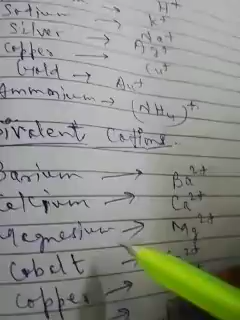 H+
Sodium K+
Silver → Na+
Copper → Ag+
Gold → Cu+
Au+
Ammonium → (NH4)+
Divalent Cations.
Barium → Ba2+
Calcium → Ca2+
Magnesium → Mg2+
Cobalt →
Copper →